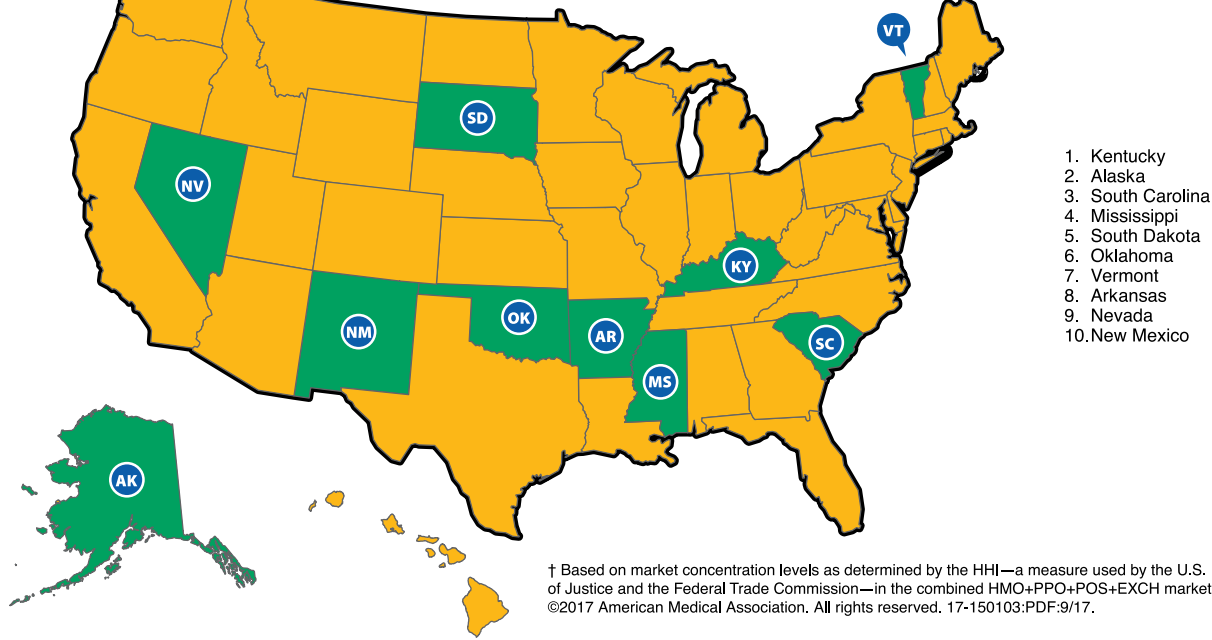 VT
SD
NV
KY
OK
NM
AR
SC
MS
AK
1. Kentucky
2. Alaska
3. South Carolina
4. Mississippi
5. South Dakota
6. Oklahoma
7. Vermont
8. Arkansas
9. Nevada
10. New Mexico
† Based on market concentration levels as determined by the HHI—a measure used by the U.S.
of Justice and the Federal Trade Commission—in the combined HMO+PPO+POS+EXCH market
©2017 American Medical Association. All rights reserved. 17-150103:PDF:9/17.